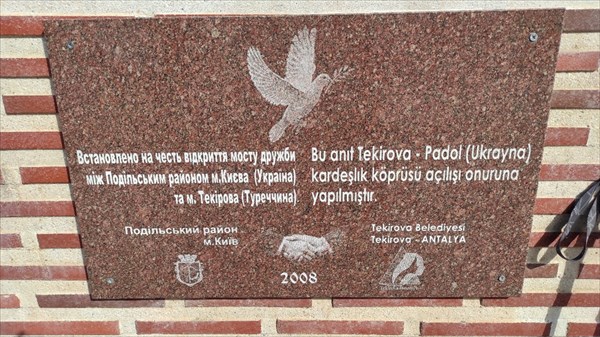 Встановлено на честь відкриття мосту дружби
між Подільським районом м.Києва (Україна)
та м. Текірова (Туреччина)
Bu anıt Tekirova - Padol (Ukrayna)
kardeşlik köprüsü açılışı onuruna
yapılmıştır.
Подільський район
м.Київ
Tekirova Belediyesi
Tekirova - ANTALYA
2008